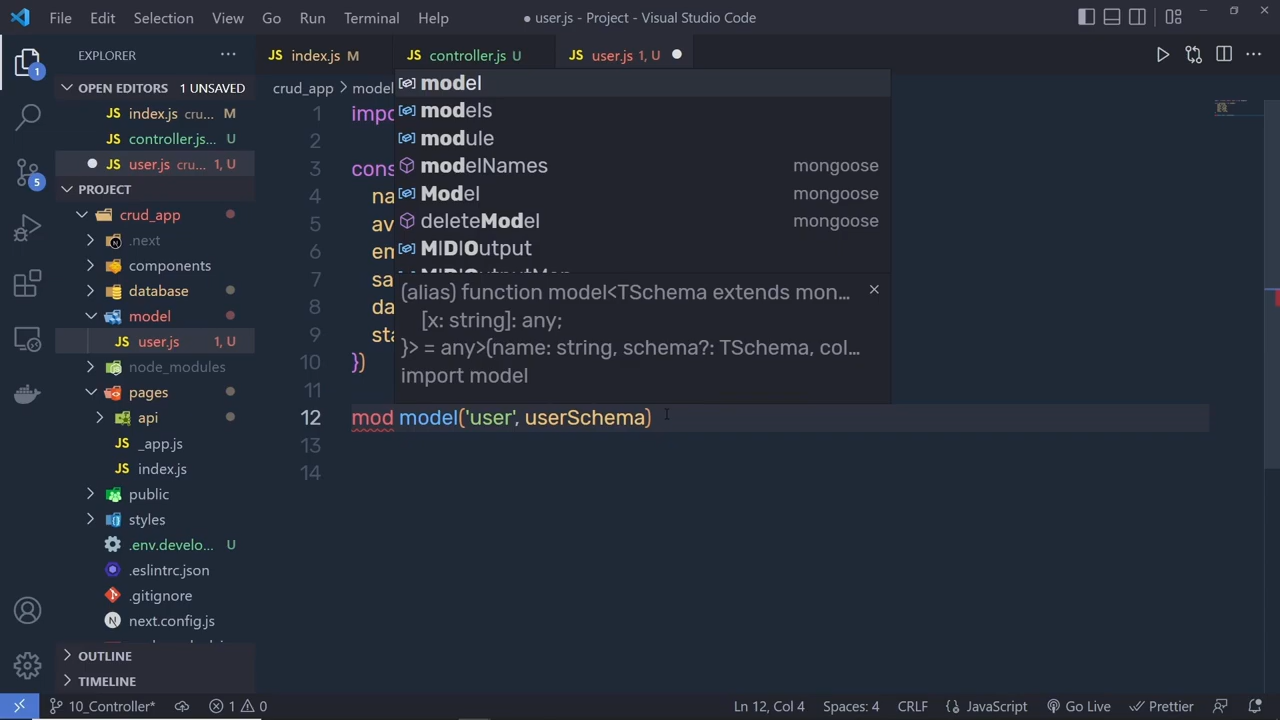 File Edit Selection View Go Run Terminal Help ● user.js - Project - Visual Studio Code
EXPLORER ...
JS index.js M JS controller.js U JS user.js 1, U ●
OPEN EDITORS 1 UNSAVED
JS index.js cru... M
JS controller.js... U
● JS user.js cru... 1, U
PROJECT
crud_app
.next
components
database
model
JS user.js 1, U
node_modules
pages
api
JS _app.js
JS index.js
public
styles
.env.develo... U
.eslintrc.json
.gitignore
next.config.js
OUTLINE
TIMELINE
1
5
crud_app > model
1 impo
2
3 cons
4 na
5 av
6 em
7 sa
8 da
9 sta
10 })
11
12 mod model('user', userSchema)
13
14
model
models
module
modelNames mongoose
Model
deleteModel mongoose
MIDIOutput
(alias) function model<TSchema extends mon...
[x: string]: any;
}> = any>(name: string, schema?: TSchema, col...
import model
10_Controller* 1 0 Ln 12, Col 4 Spaces: 4 CRLF {} JavaScript Go Live Prettier